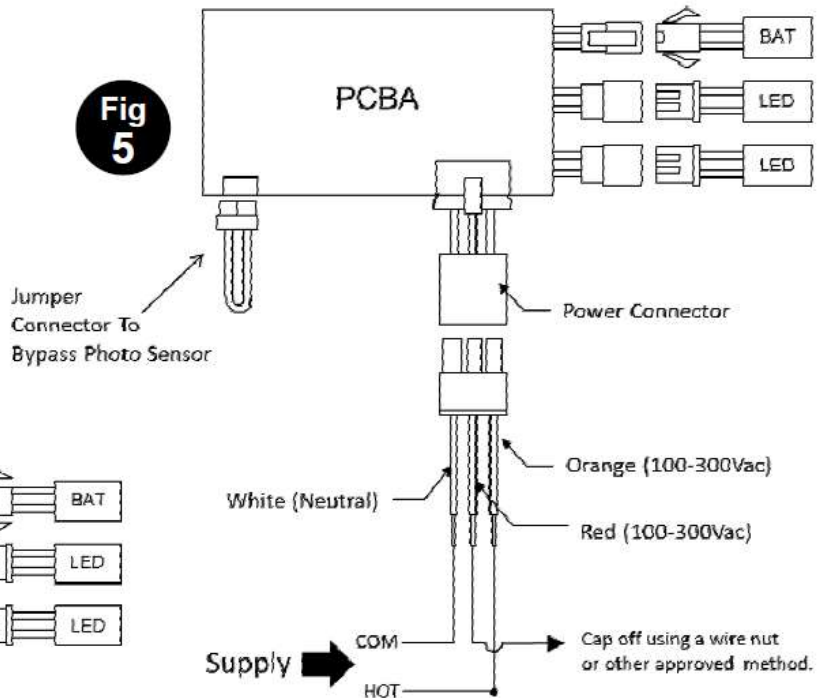 Fig
5
PCBA
BAT
LED
LED
Jumper
Connector To
Bypass Photo Sensor
Power Connector
Orange (100-300Vac)
White (Neutral)
Red (100-300Vac)
BAT
LED
LED
Supply
COM
HOT
Cap off using a wire nut
or other approved method.